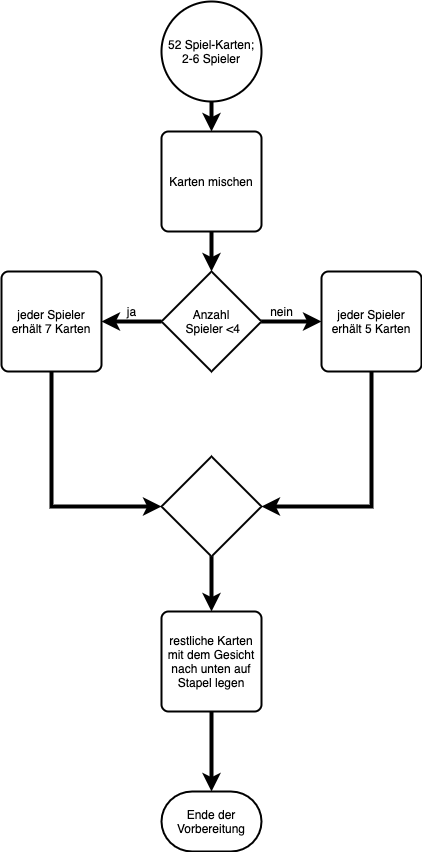 52 Spiel-Karten;
2-6 Spieler
Karten mischen
Anzahl
Spieler <4
ja
nein
jeder Spieler
erhält 7 Karten
jeder Spieler
erhält 5 Karten
restliche Karten
mit dem Gesicht
nach unten auf
Stapel legen
Ende der
Vorbereitung